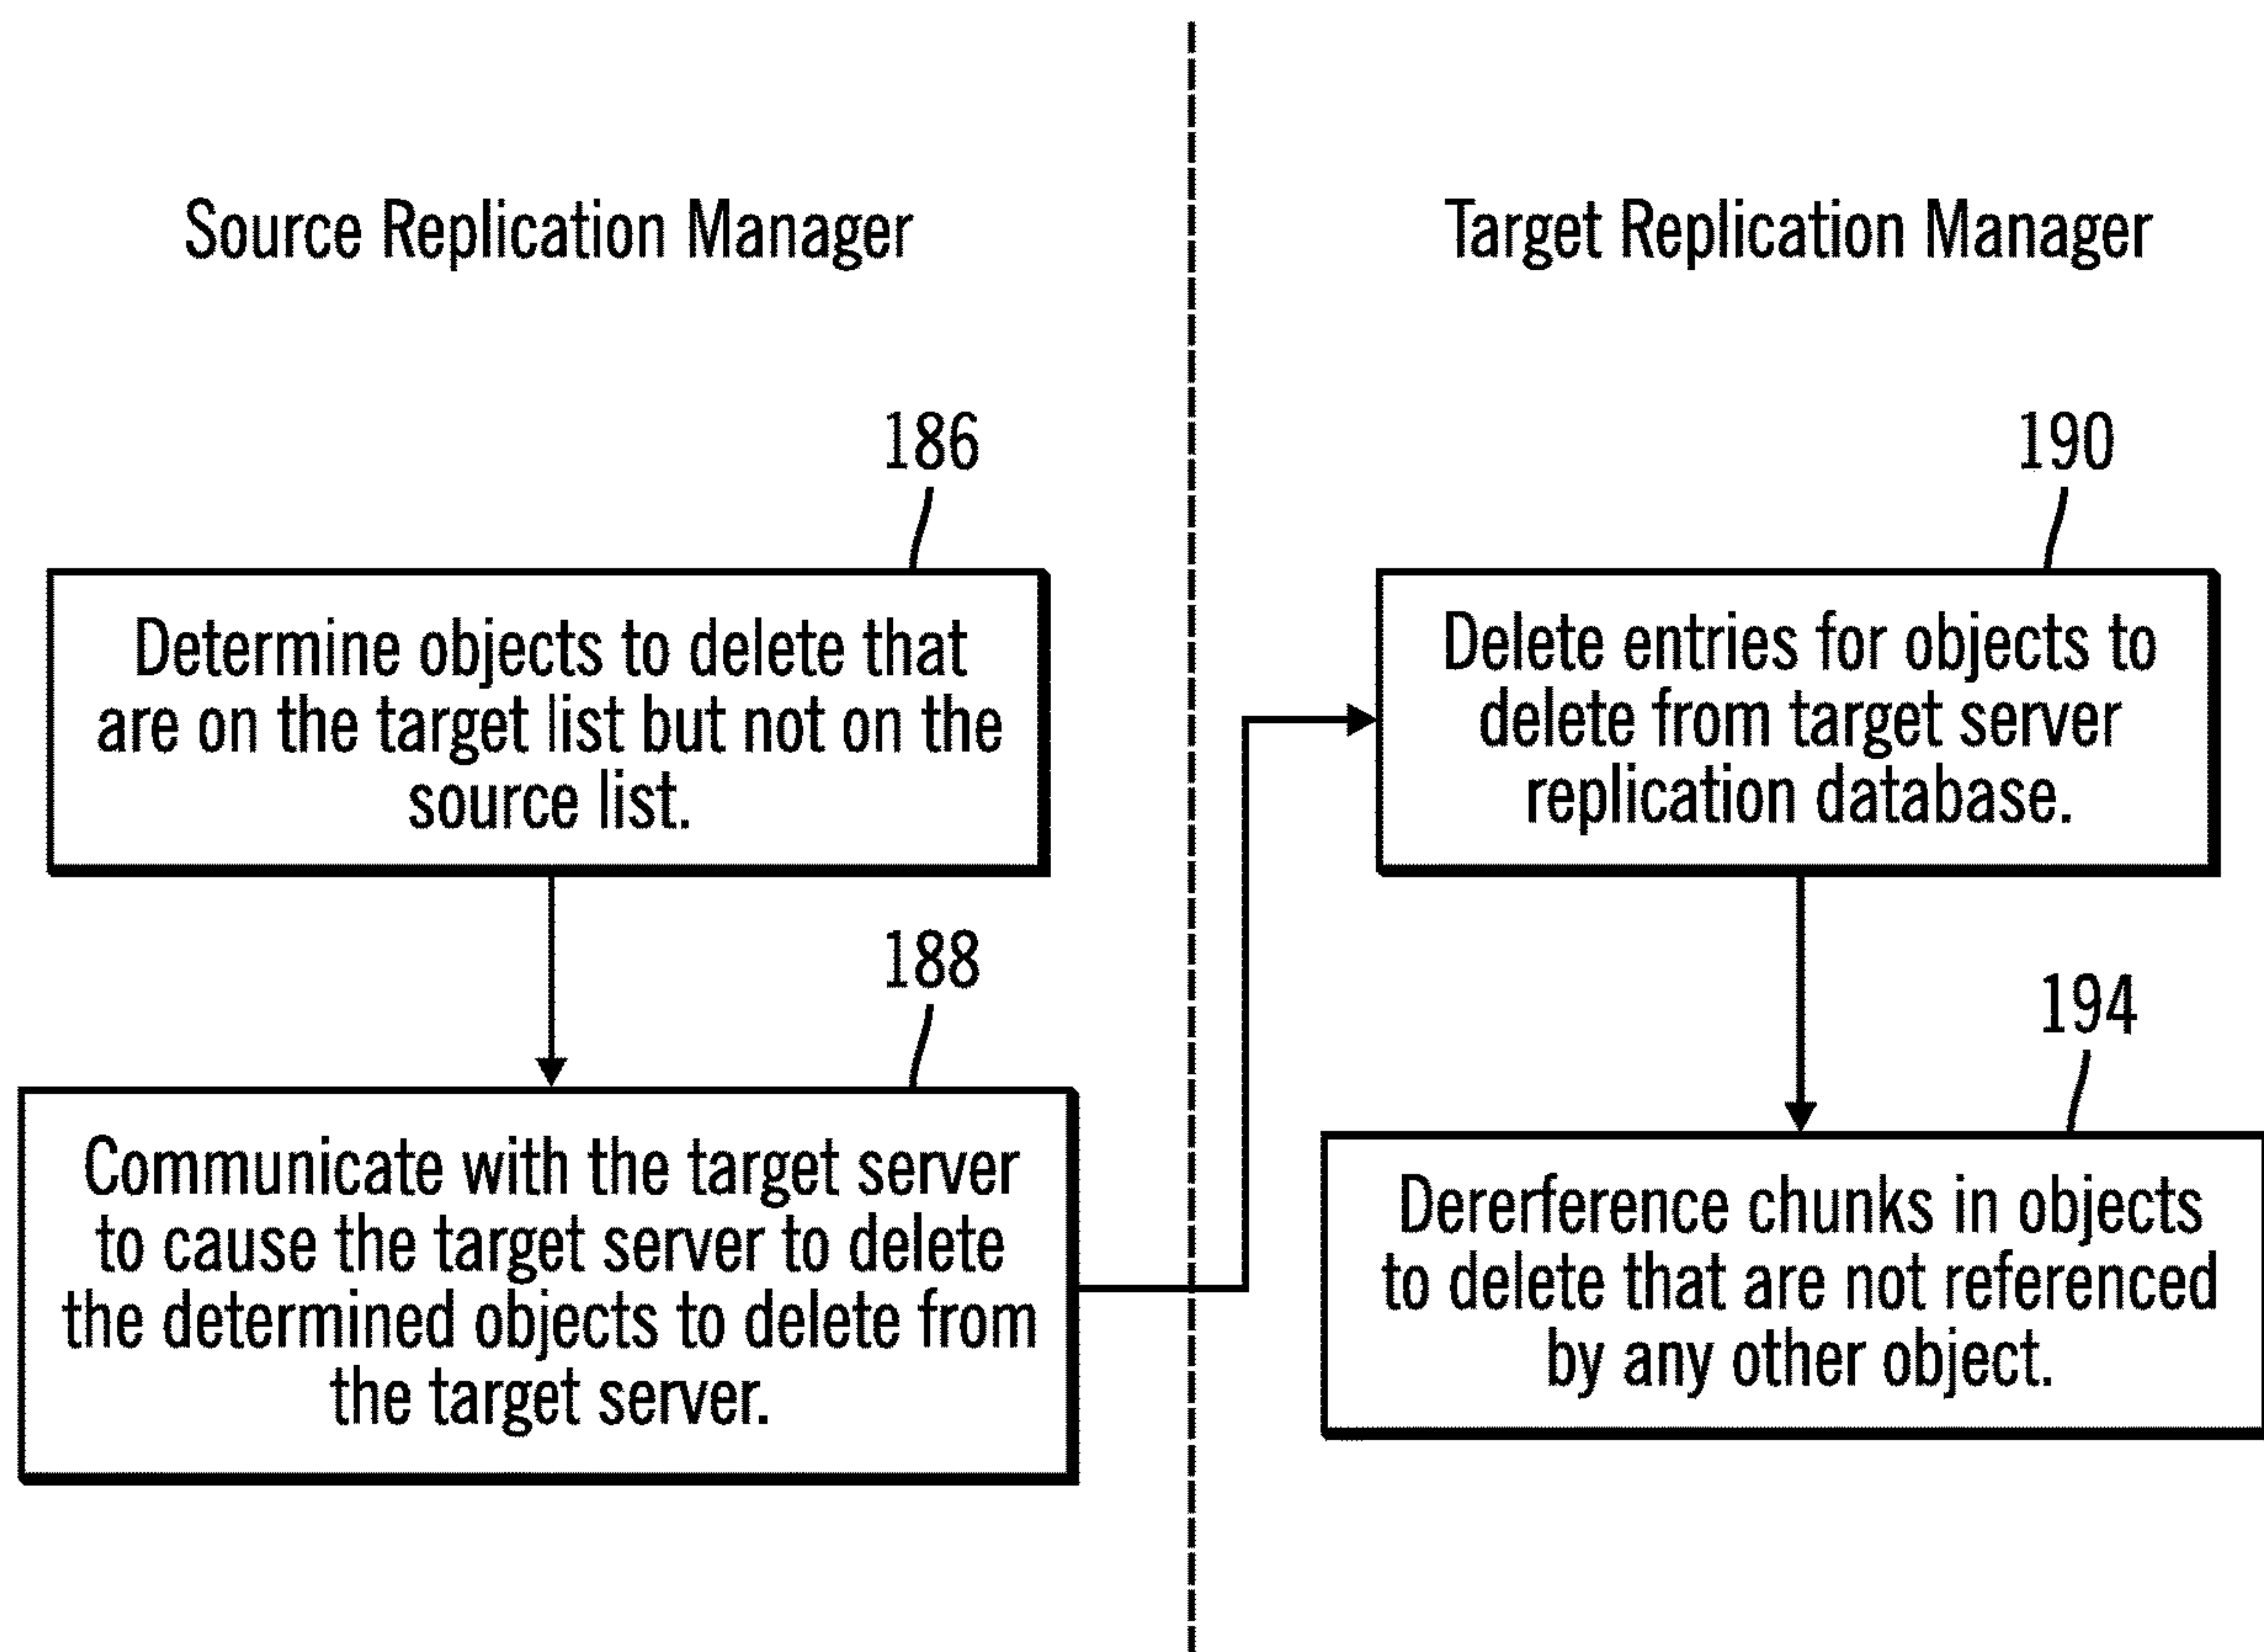 Source Replication Manager
186
Determine objects to delete that
are on the target list but not on the
source list.
188
Communicate with the target server
to cause the target server to delete
the determined objects to delete from
the target server.
Target Replication Manager
190
Delete entries for objects to
delete from target server
replication database.
194
Dererference chunks in objects
to delete that are not referenced
by any other object.